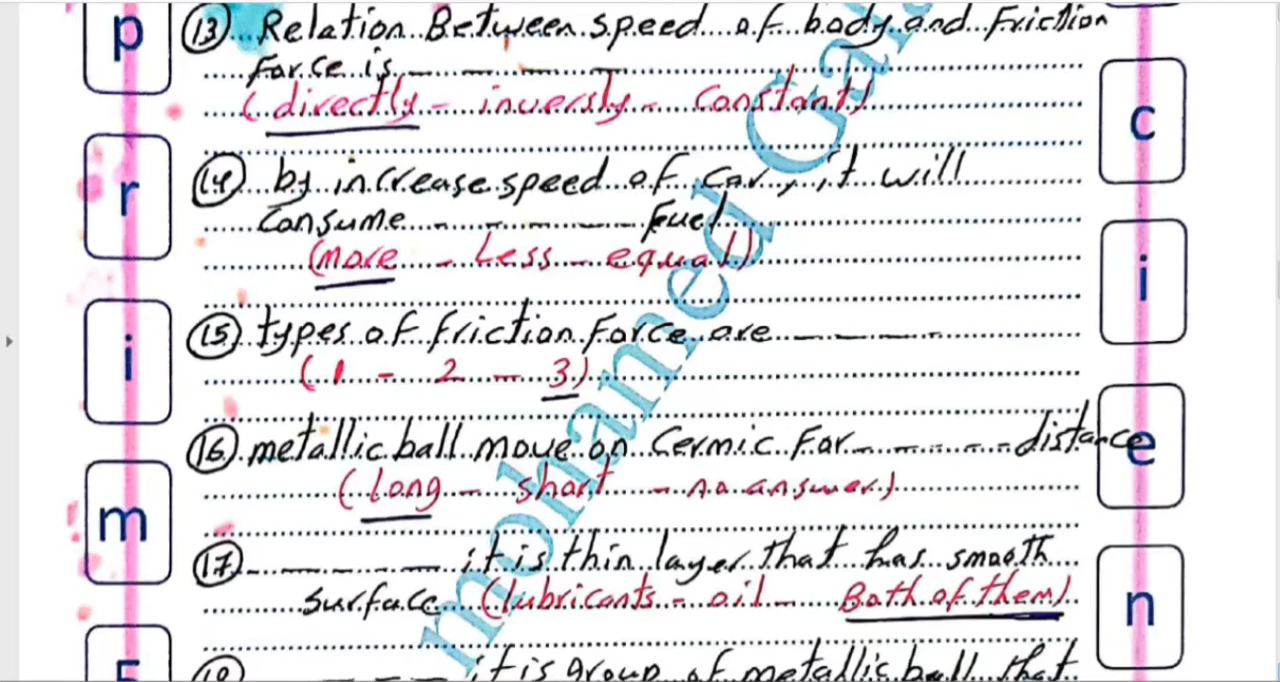 p
r
i
m
5
⑬ Relation Between speed of body and Friction
Force is
(directly - inversly - Constant)
⑭ by increase speed of Car, it will
Consume Fuel
(more - Less - equal)
⑮ types of friction Force are
(1 - 2 - 3)
⑯ metallic ball move on Cermic For distance
(Long - short - no answer)
⑰ it is thin layer that has smooth
surface (lubricants - oil - Both of them)
it is group of metallic ball that
c
i
e
n
mohamed Ga